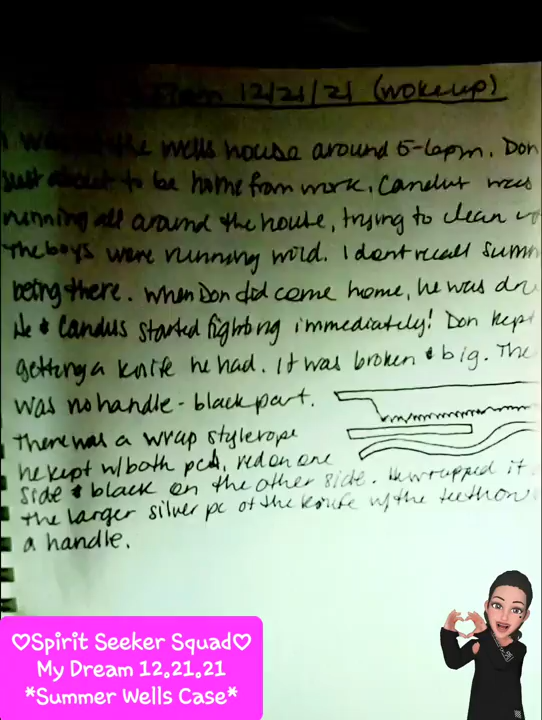 12/21/21 (woke up)
I the wells house around 5-6pm. Don
just about to be home from work. Candus was
running all around the house, trying to clean
The boys were running wild. I dont recall
being there. When Don did come home, he was
He & Candus started fighting immediately! Don kept
getting a knife he had. It was broken & big. The
was no handle - black part.
There was a wrap style rope
he kept w/both pcs, red on one
side & black on the other side. He wrapped it
the larger silver pc of the knife w/the teeth on
a handle.
♡Spirit Seeker Squad♡
My Dream 12.21.21
*Summer Wells Case*